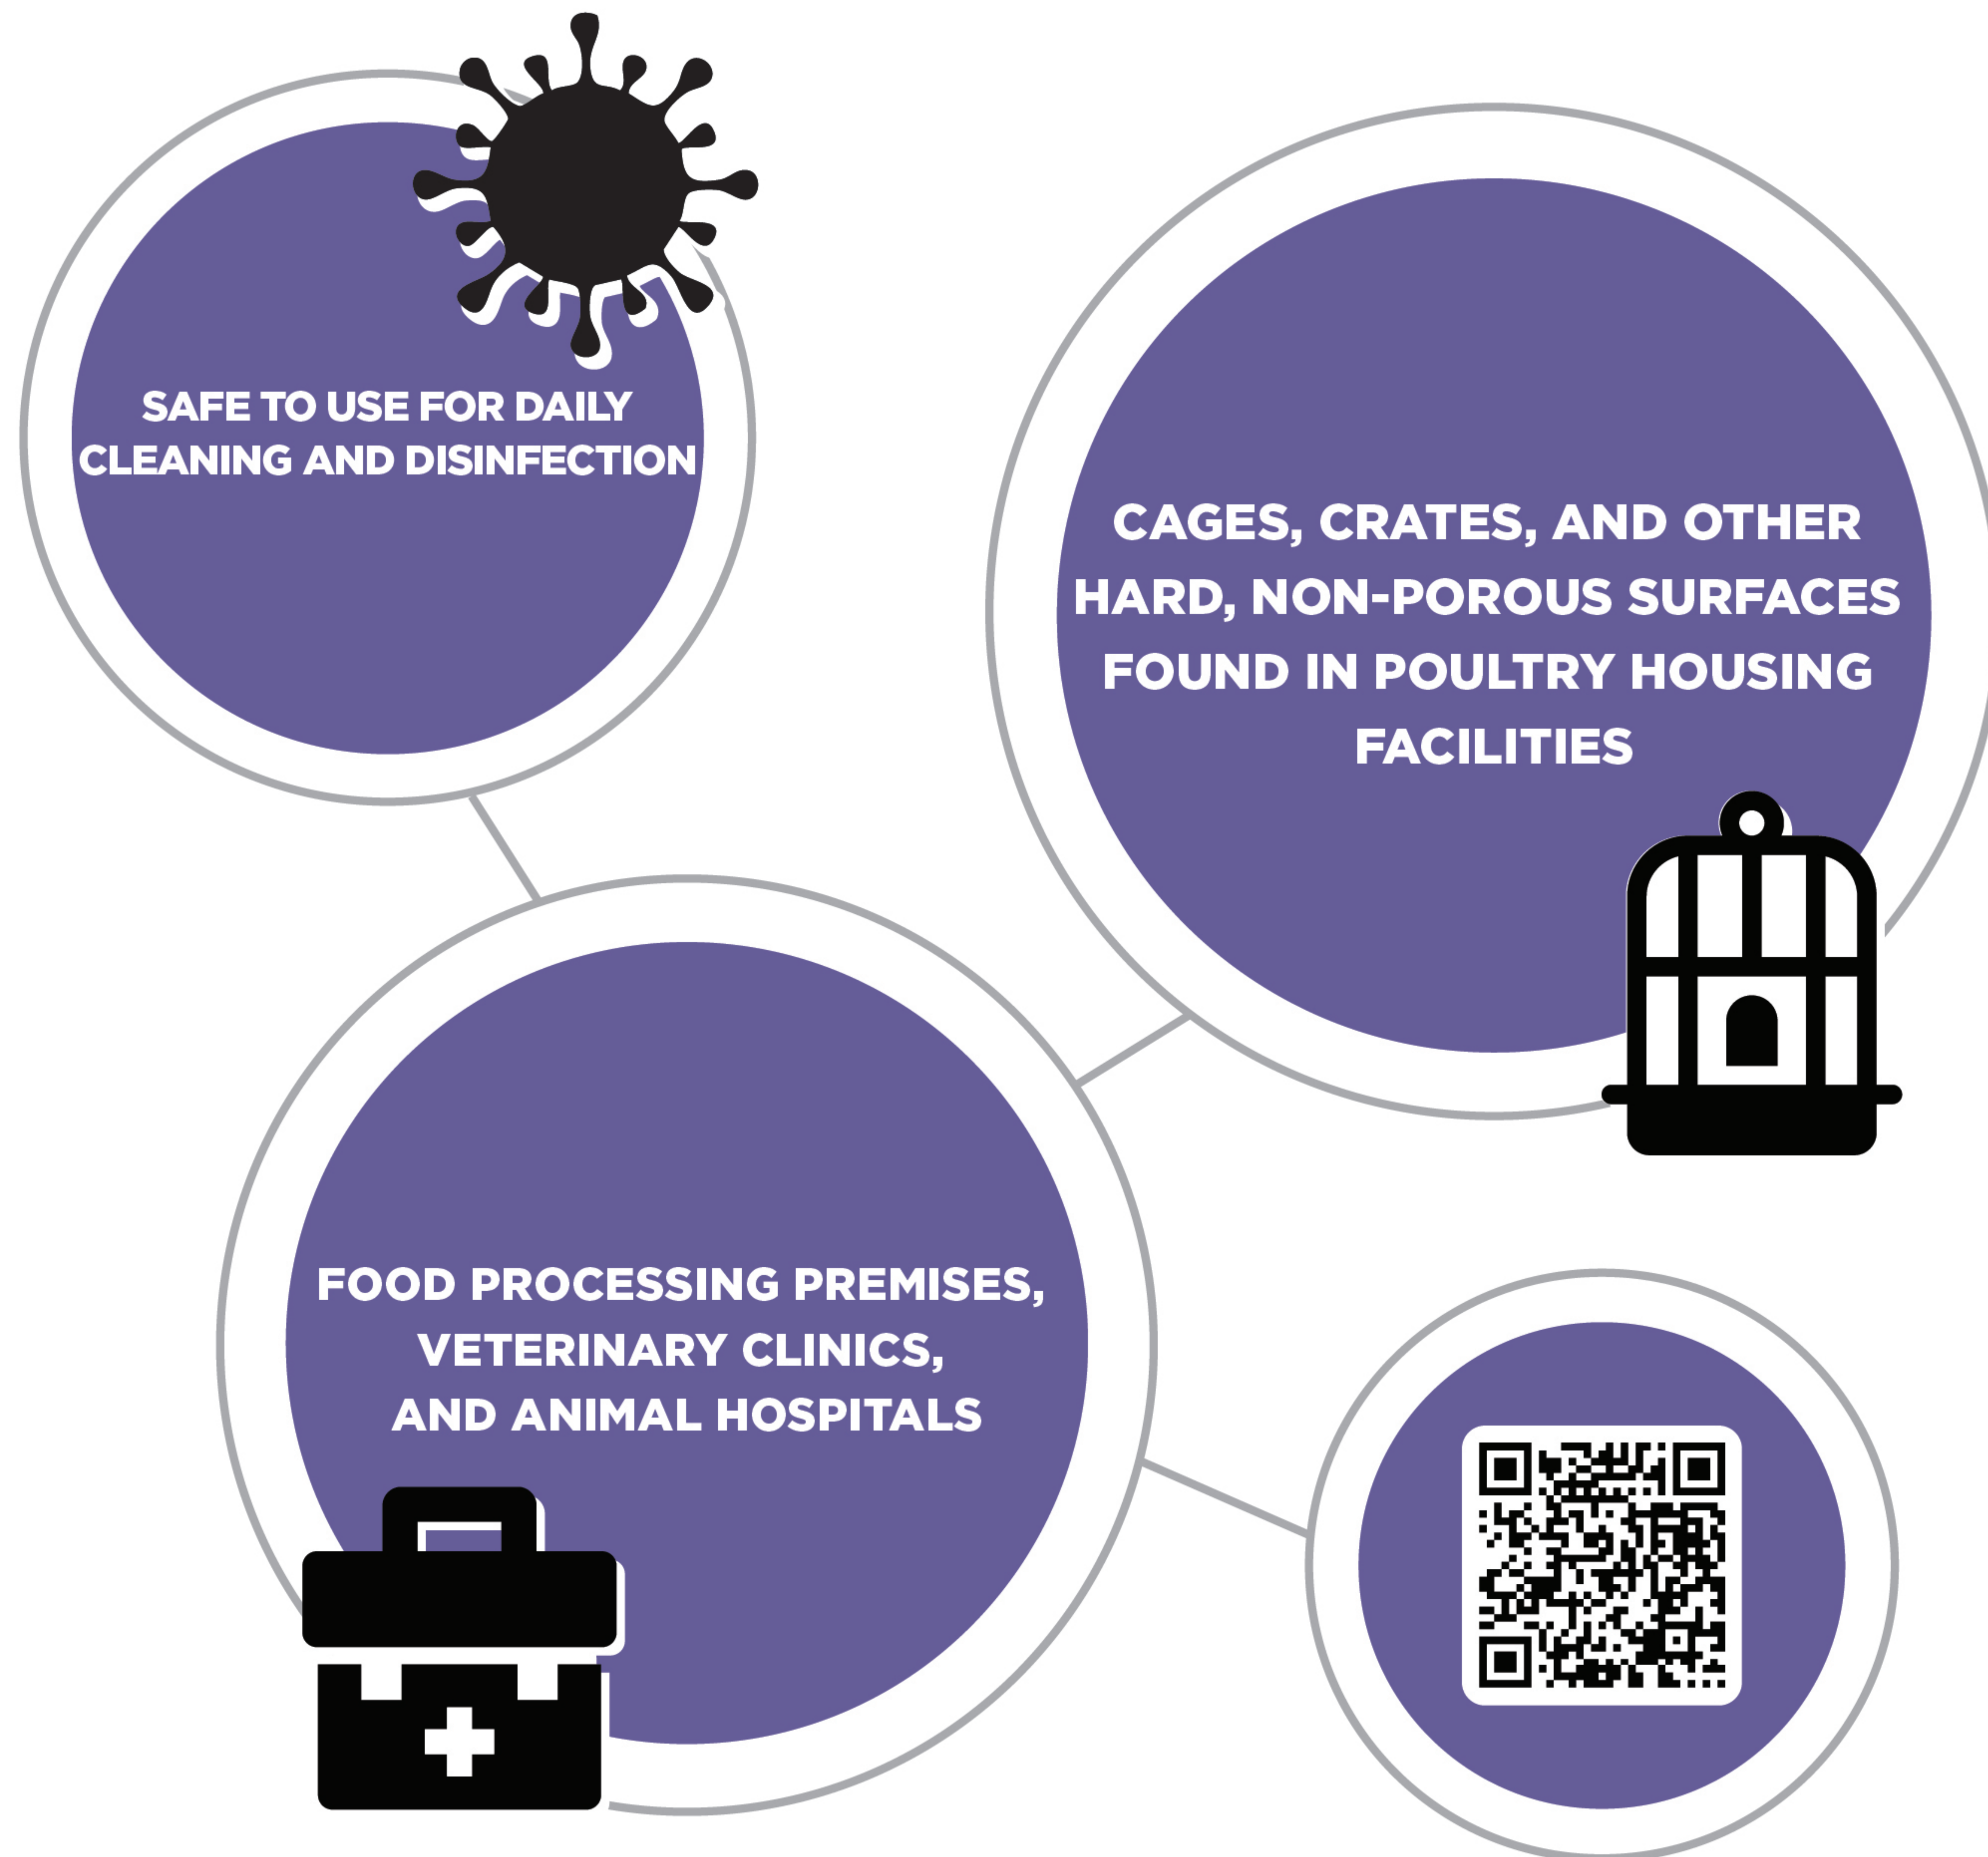 SAFE TO USE FOR DAILY
CLEANING AND DISINFECTION
CAGES, CRATES, AND OTHER
HARD, NON-POROUS SURFACES
FOUND IN POULTRY HOUSING
FACILITIES
FOOD PROCESSING PREMISES,
VETERINARY CLINICS,
AND ANIMAL HOSPITALS